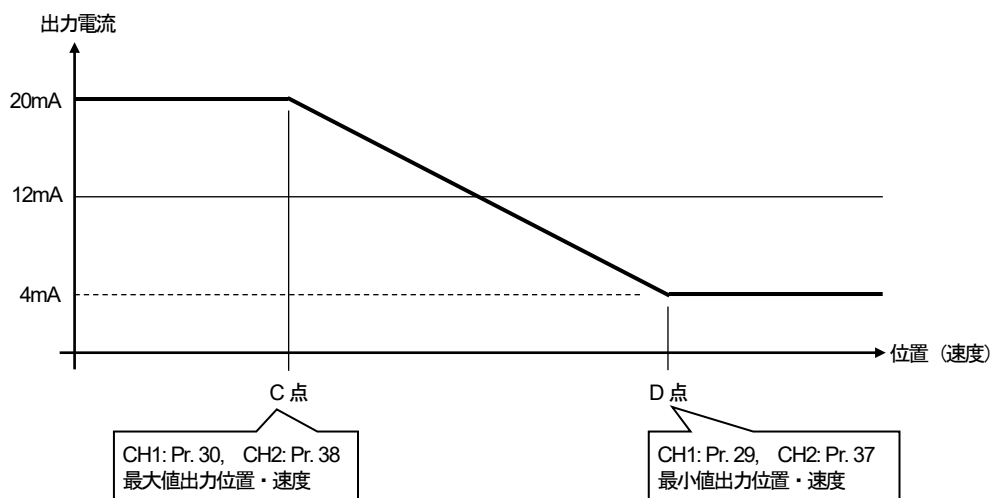 出力電流
20mA
12mA
4mA
位置（速度）
C 点
D 点
CH1: Pr. 30,　CH2: Pr. 38
最大値出力位置・速度
CH1: Pr. 29,　CH2: Pr. 37
最小値出力位置・速度